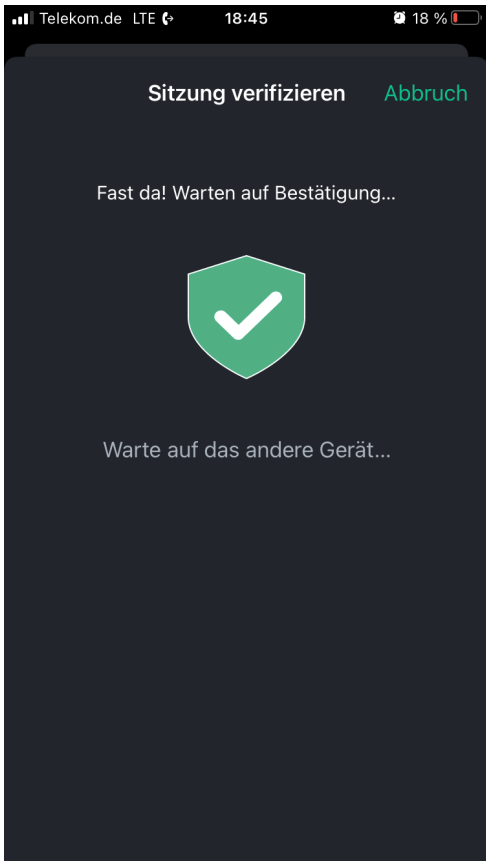 Telekom.de LTE 18:45 18 %
Sitzung verifizieren Abbruch
Fast da! Warten auf Bestätigung...
Warte auf das andere Gerät...